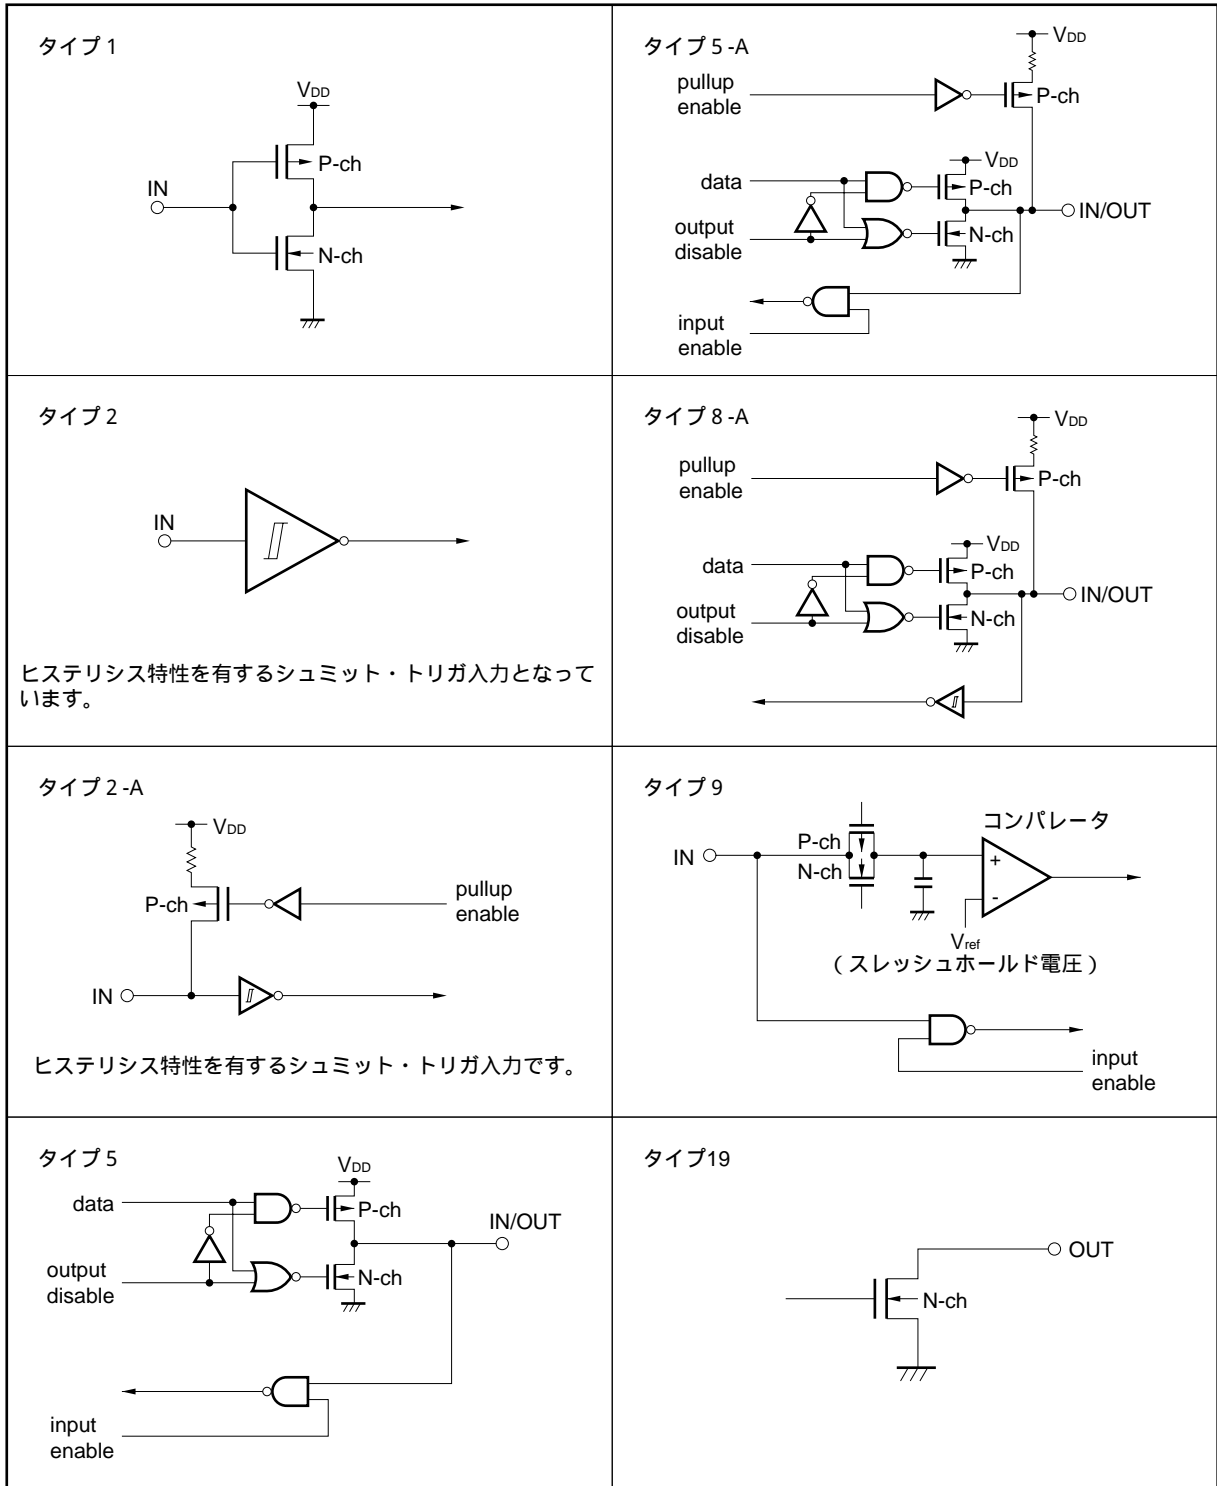 タイプ1
VDD
P-ch
IN
N-ch
タイプ5-A
VDD
pullup
enable
P-ch
VDD
data
P-ch
IN/OUT
output
disable
N-ch
input
enable
タイプ2
IN
ヒステリシス特性を有するシュミット・トリガ入力となって
います。
タイプ8-A
VDD
pullup
enable
P-ch
VDD
data
P-ch
IN/OUT
output
disable
N-ch
タイプ2-A
VDD
P-ch
pullup
enable
IN
ヒステリシス特性を有するシュミット・トリガ入力です。
タイプ9
コンパレータ
P-ch
IN
N-ch
+
-
Vref
(スレッシュホールド電圧)
input
enable
タイプ5
VDD
data
P-ch
IN/OUT
output
disable
N-ch
input
enable
タイプ19
OUT
N-ch